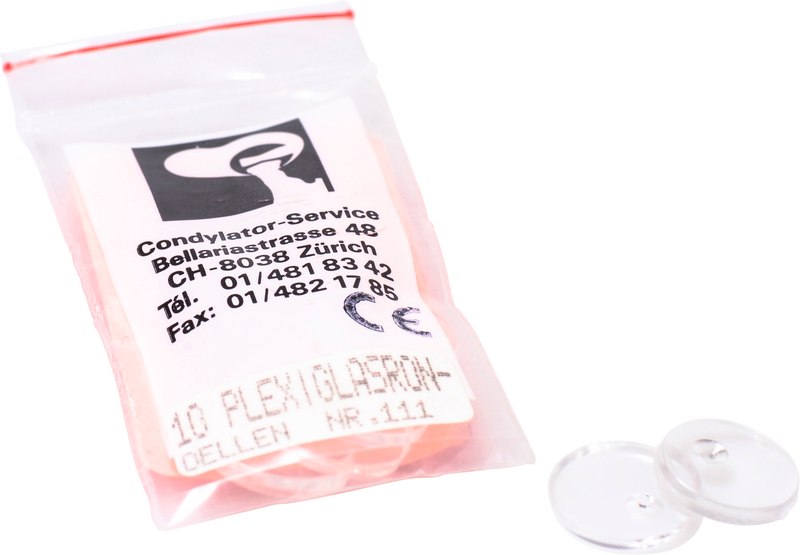 Condylator-Service
Bellariastrasse 48
CH-8038 Zürich
Tél. 01/481 83 42
Fax: 01/482 17 85
CE
10 PLEXIGLASRON-
DELLEN NR.111